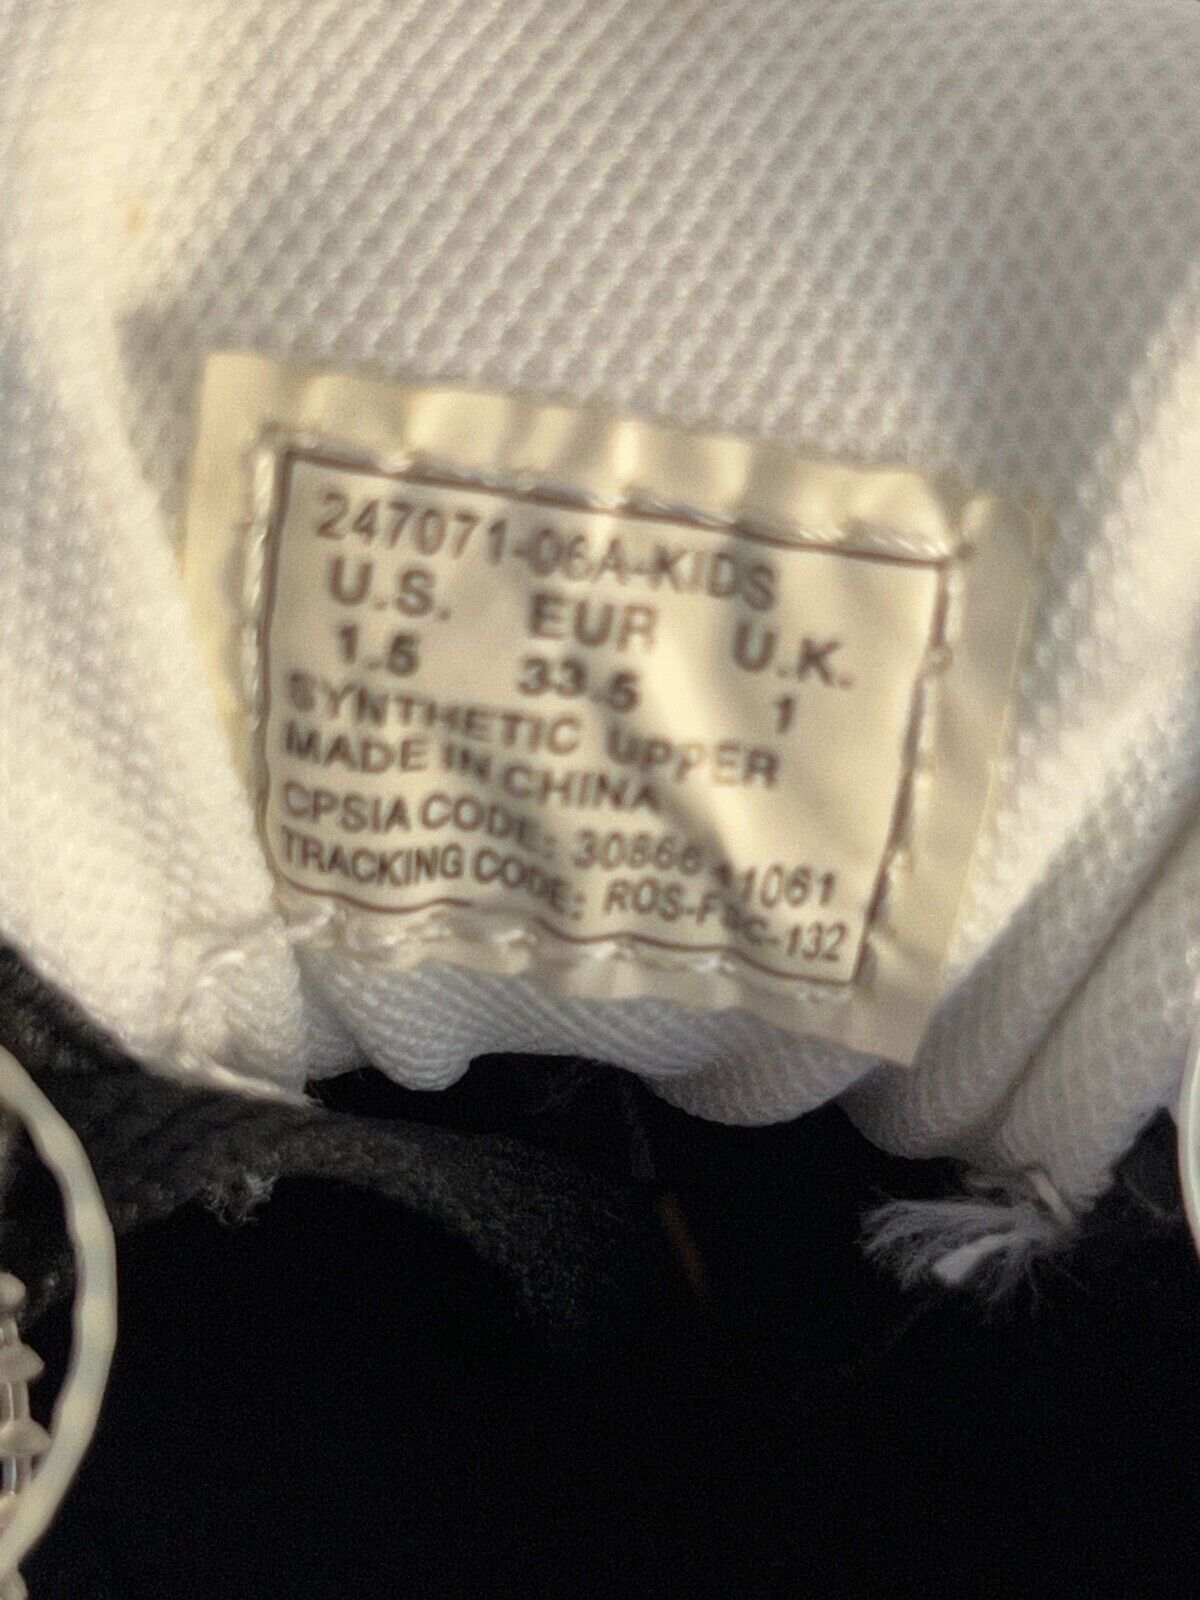 247071-06A-KIDS
U.S. EUR U.K.
1.5 33.5 1
SYNTHETIC UPPER
MADE IN CHINA
CPSIA CODE:
TRACKING CODE: